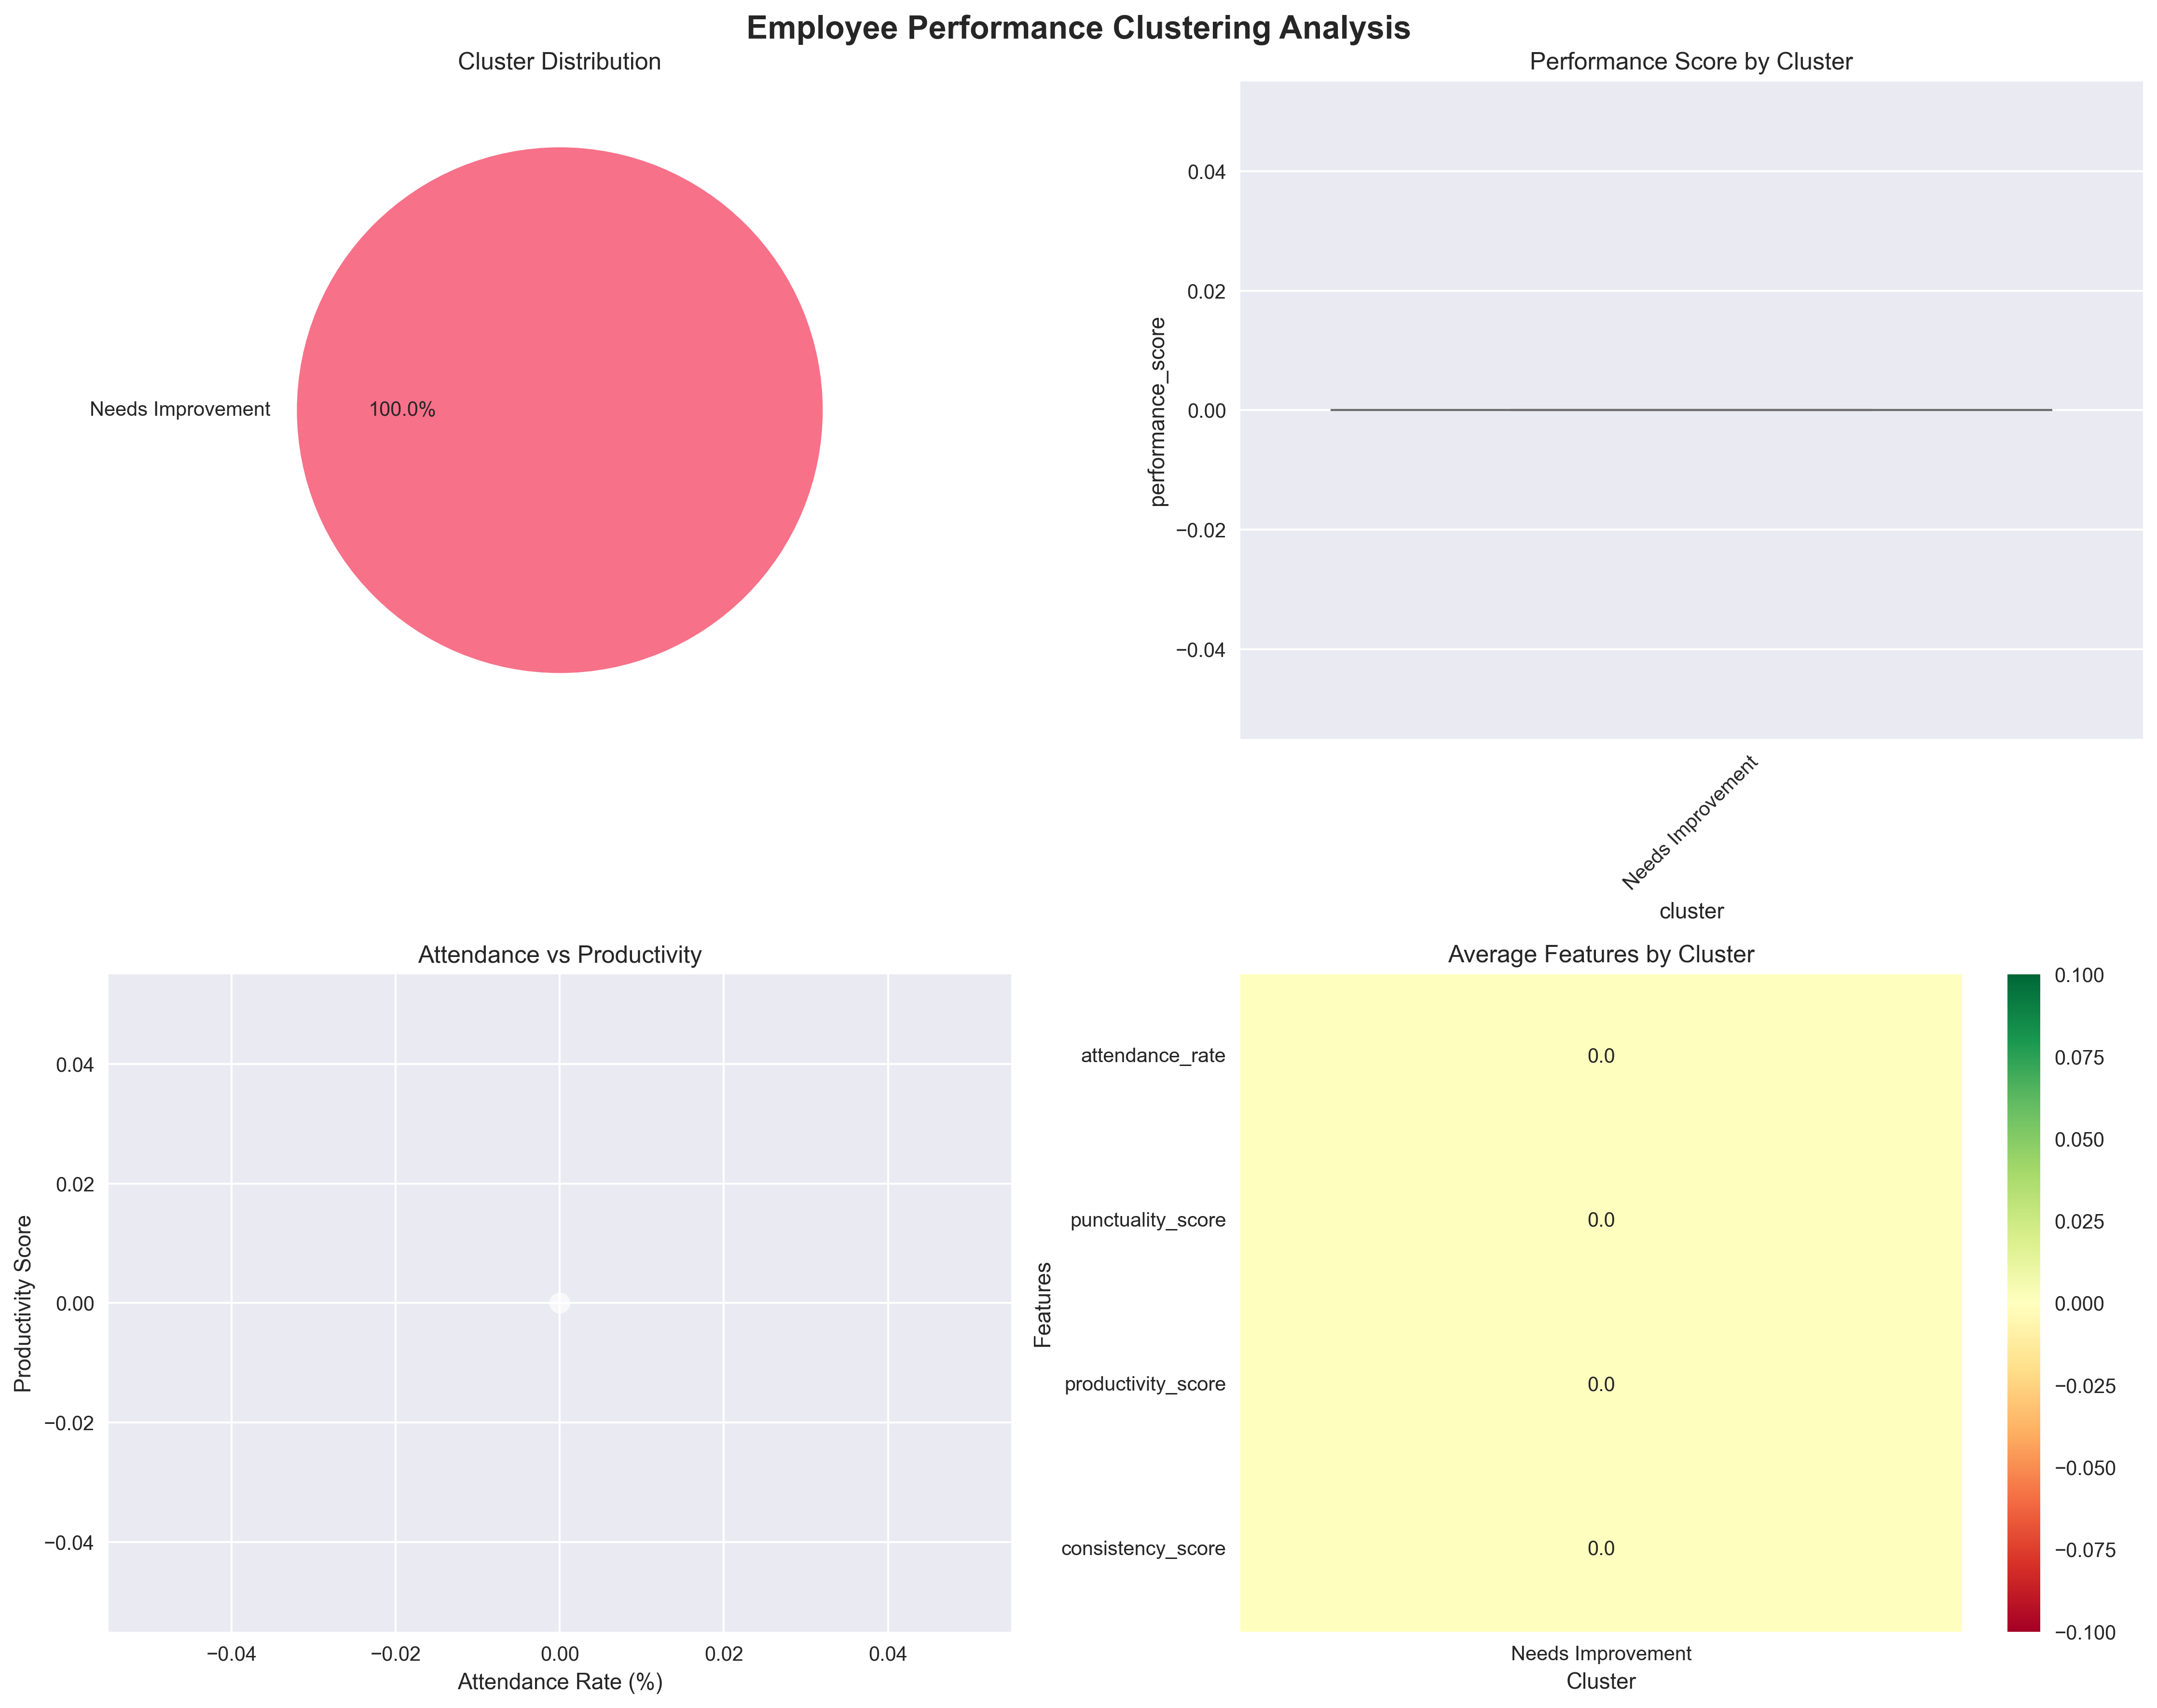 Employee Performance Clustering Analysis
Cluster Distribution
Needs Improvement
100.0%
Performance Score by Cluster
performance_score
0.04
0.02
0.00
−0.02
−0.04
Needs Improvement
cluster
Attendance vs Productivity
Productivity Score
0.04
0.02
0.00
−0.02
−0.04
−0.04 −0.02 0.00 0.02 0.04
Attendance Rate (%)
Average Features by Cluster
Features
attendance_rate 0.0
punctuality_score 0.0
productivity_score 0.0
consistency_score 0.0
Needs Improvement
Cluster
0.100
0.075
0.050
0.025
0.000
−0.025
−0.050
−0.075
−0.100